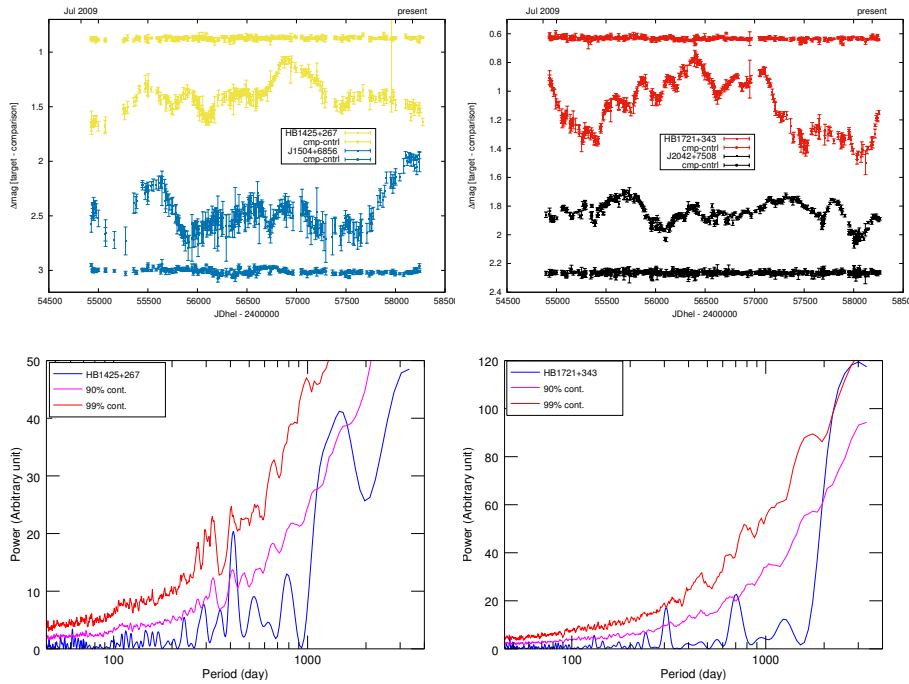 Jul 2009 present
1
1.5
2
2.5
3
Δmag [target - comparison]
HB1425+267
cmp-cntrl
J1504+6856
cmp-cntrl
54500 55000 55500 56000 56500 57000 57500 58000 58500
JDhel - 2400000
Jul 2009 present
0.6
0.8
1
1.2
1.4
1.6
1.8
2
2.2
2.4
Δmag [target - comparison]
HB1721+343
cmp-cntrl
J2042+7508
cmp-cntrl
54500 55000 55500 56000 56500 57000 57500 58000 58500
JDhel - 2400000
50
40
30
20
10
0
Power (Arbitrary unit)
HB1425+267
90% cont.
99% cont.
100 1000
Period (day)
120
100
80
60
40
20
0
Power (Arbitrary unit)
HB1721+343
90% cont.
99% cont.
100 1000
Period (day)